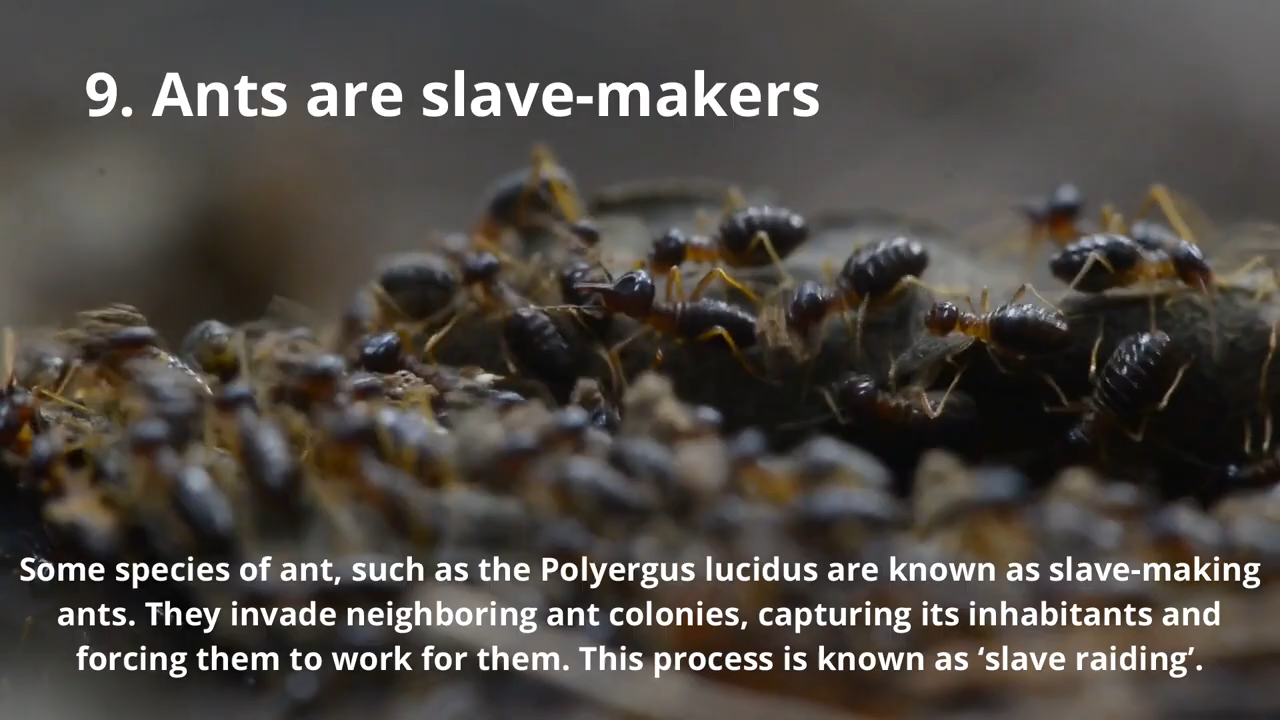 9. Ants are slave-makers
Some species of ant, such as the Polyergus lucidus are known as slave-making
ants. They invade neighboring ant colonies, capturing its inhabitants and
forcing them to work for them. This process is known as ‘slave raiding’.